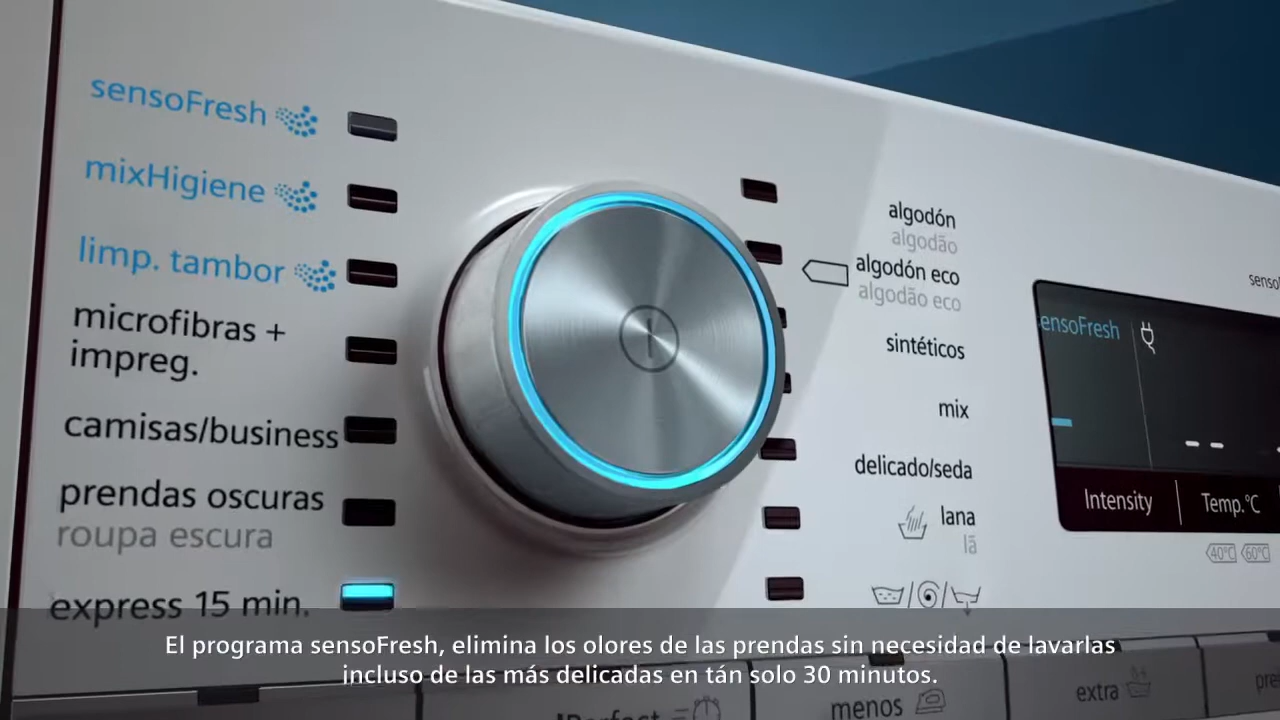 sensoFresh
mixHigiene
limp. tambor
microfibras +
impreg.
camisas/business
prendas oscuras
roupa escura
express 15 min.
algodón
algodão
algodón eco
algodão eco
sintéticos
mix
delicado/seda
lana
lã
ensoFresh
-- --
Intensity
Temp.°C
40°C 60°C
menos
extra
El programa sensoFresh, elimina los olores de las prendas sin necesidad de lavarlas
incluso de las más delicadas en tán solo 30 minutos.